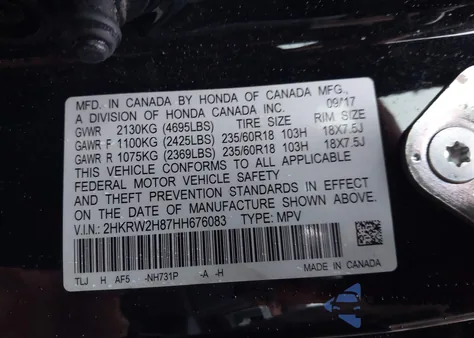 MFD. IN CANADA BY HONDA OF CANADA MFG.,
A DIVISION OF HONDA CANADA INC. 09/17
GVWR 2130KG (4695LBS) TIRE SIZE RIM SIZE
GAWR F 1100KG (2425LBS) 235/60R18 103H 18X7.5J
GAWR R 1075KG (2369LBS) 235/60R18 103H 18X7.5J
THIS VEHICLE CONFORMS TO ALL APPLICABLE
FEDERAL MOTOR VEHICLE SAFETY
AND THEFT PREVENTION STANDARDS IN EFFECT
ON THE DATE OF MANUFACTURE SHOWN ABOVE.
V.I.N.: 2HKRW2H87HH676083 TYPE: MPV
TLJ H AF5 -NH731P -A -H MADE IN CANADA